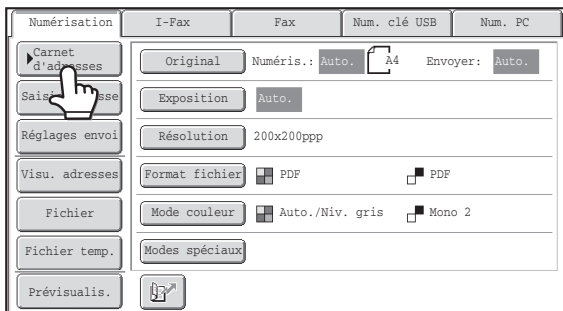 Numérisation
I-Fax
Fax
Num. clé USB
Num. PC
Carnet
d'adresses
Original
Numéris.: Auto.
A4
Envoyer: Auto.
Exposition
Auto.
Réglages envoi
Résolution
200x200ppp
Visu. adresses
Format fichier
PDF
PDF
Fichier
Mode couleur
Auto./Niv. gris
Mono 2
Fichier temp.
Modes spéciaux
Prévisualis.